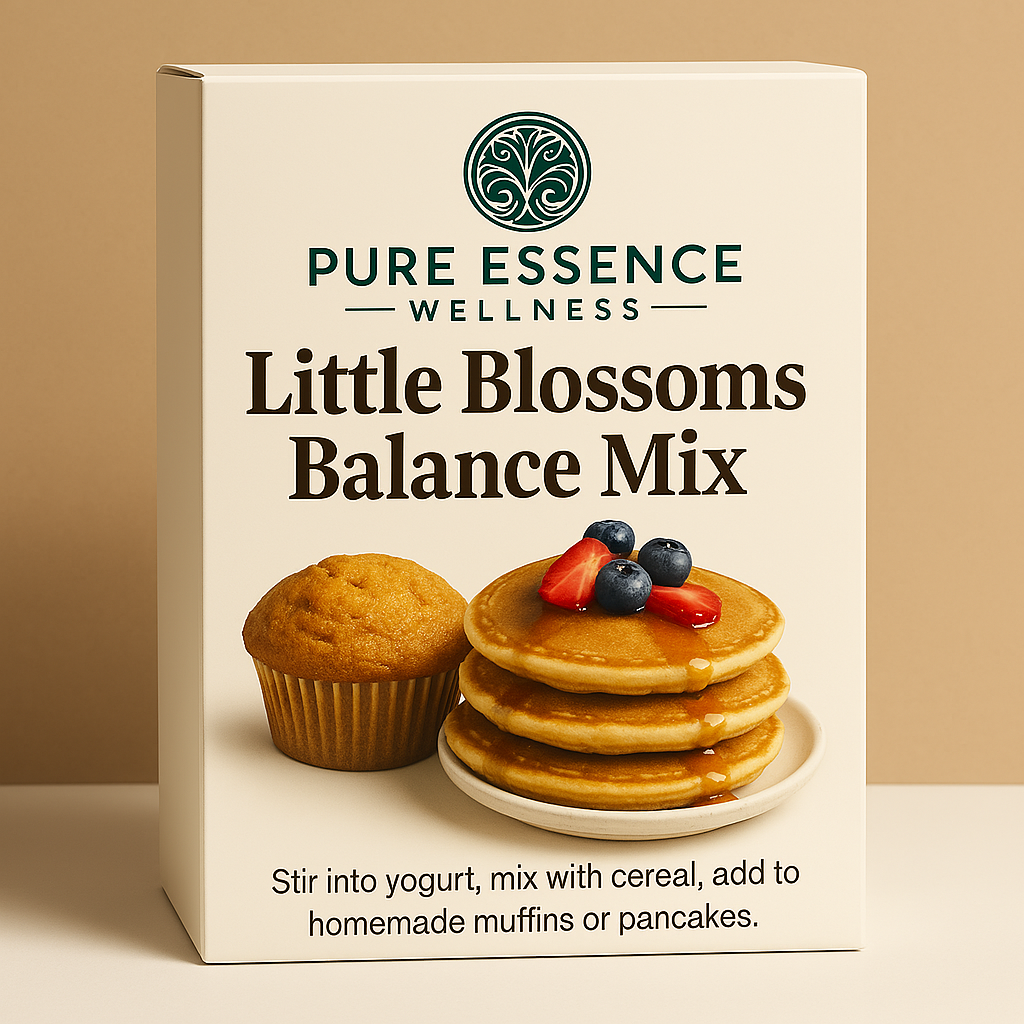 PURE ESSENCE
WELLNESS
Little Blossoms
Balance Mix
Stir into yogurt, mix with cereal, add to
homemade muffins or pancakes.